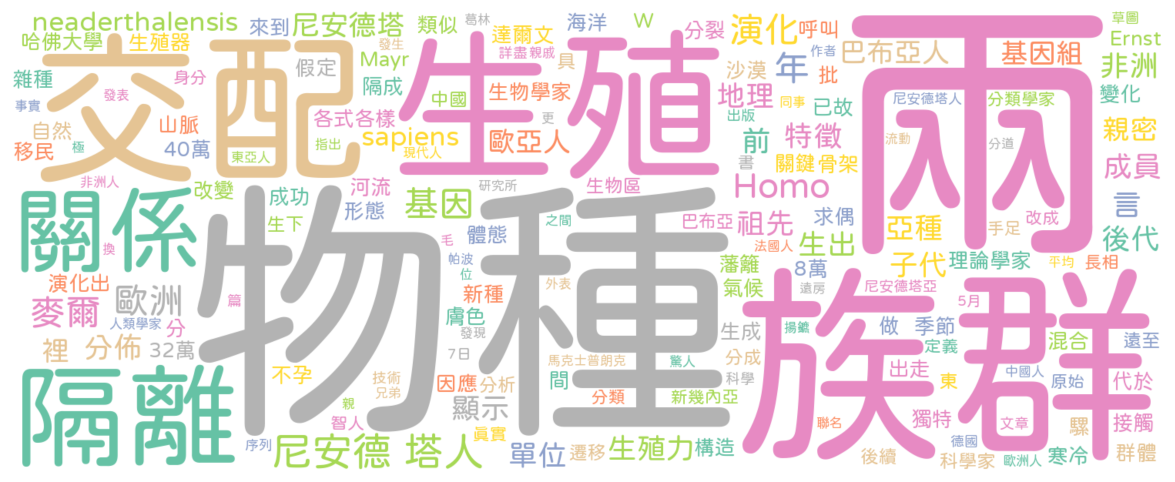 neaderthalensis
來到
尼安德塔
類似
葛林
達爾文
海洋
W
分裂
演化
呼叫
作者
草圖
Ernst
哈佛大學
生殖器
交配
發生
假定
Mayr
詳盡親戚
具
生殖
兩
巴布亞人
基因組
非洲
雜種
身分
隔成
中國
生物學家
沙漠
地理
年
批
同事
尼安德塔人
分類學家
變化
事實
發表
各式各樣
出版
已故
自然
山脈
sapiens
更
歐亞人
前
特徵
親密
移民
40萬
東亞人
指出
現代人
書
關鍵
骨架
流動
分道
成員
極
非洲人
改變
成功
河流
基因
研究所
生物區
Homo
關係
物種
形態
生下
之間
巴布亞
祖先
求偶
亞種
手足
改成
言
換
毛
體態
法國人
生出
平均
後代
演化出
歐洲
帕波
位
外表
藩籬
8萬
子代
理論學家
長相
麥爾
人類學家
篇
新種
氣候
遠房
尼安德塔亞
5月
分
膚色
發現
生成
揚鑣
做
季節
族群
混合
遠至
裡
分佈
32萬
7日
馬克士普朗克
驚人
分成
定義
隔離
不孕
技術
兄弟
因應
分析
間
科學
出走
東
中國人
原始
代於
親
智人
顯示
分類
新幾內亞
獨特
文章
騾
接觸
序列
真實
尼安德
塔人
單位
遷移
生殖力
構造
聯名
後續
科學家
德國
歐洲人
寒冷
群體